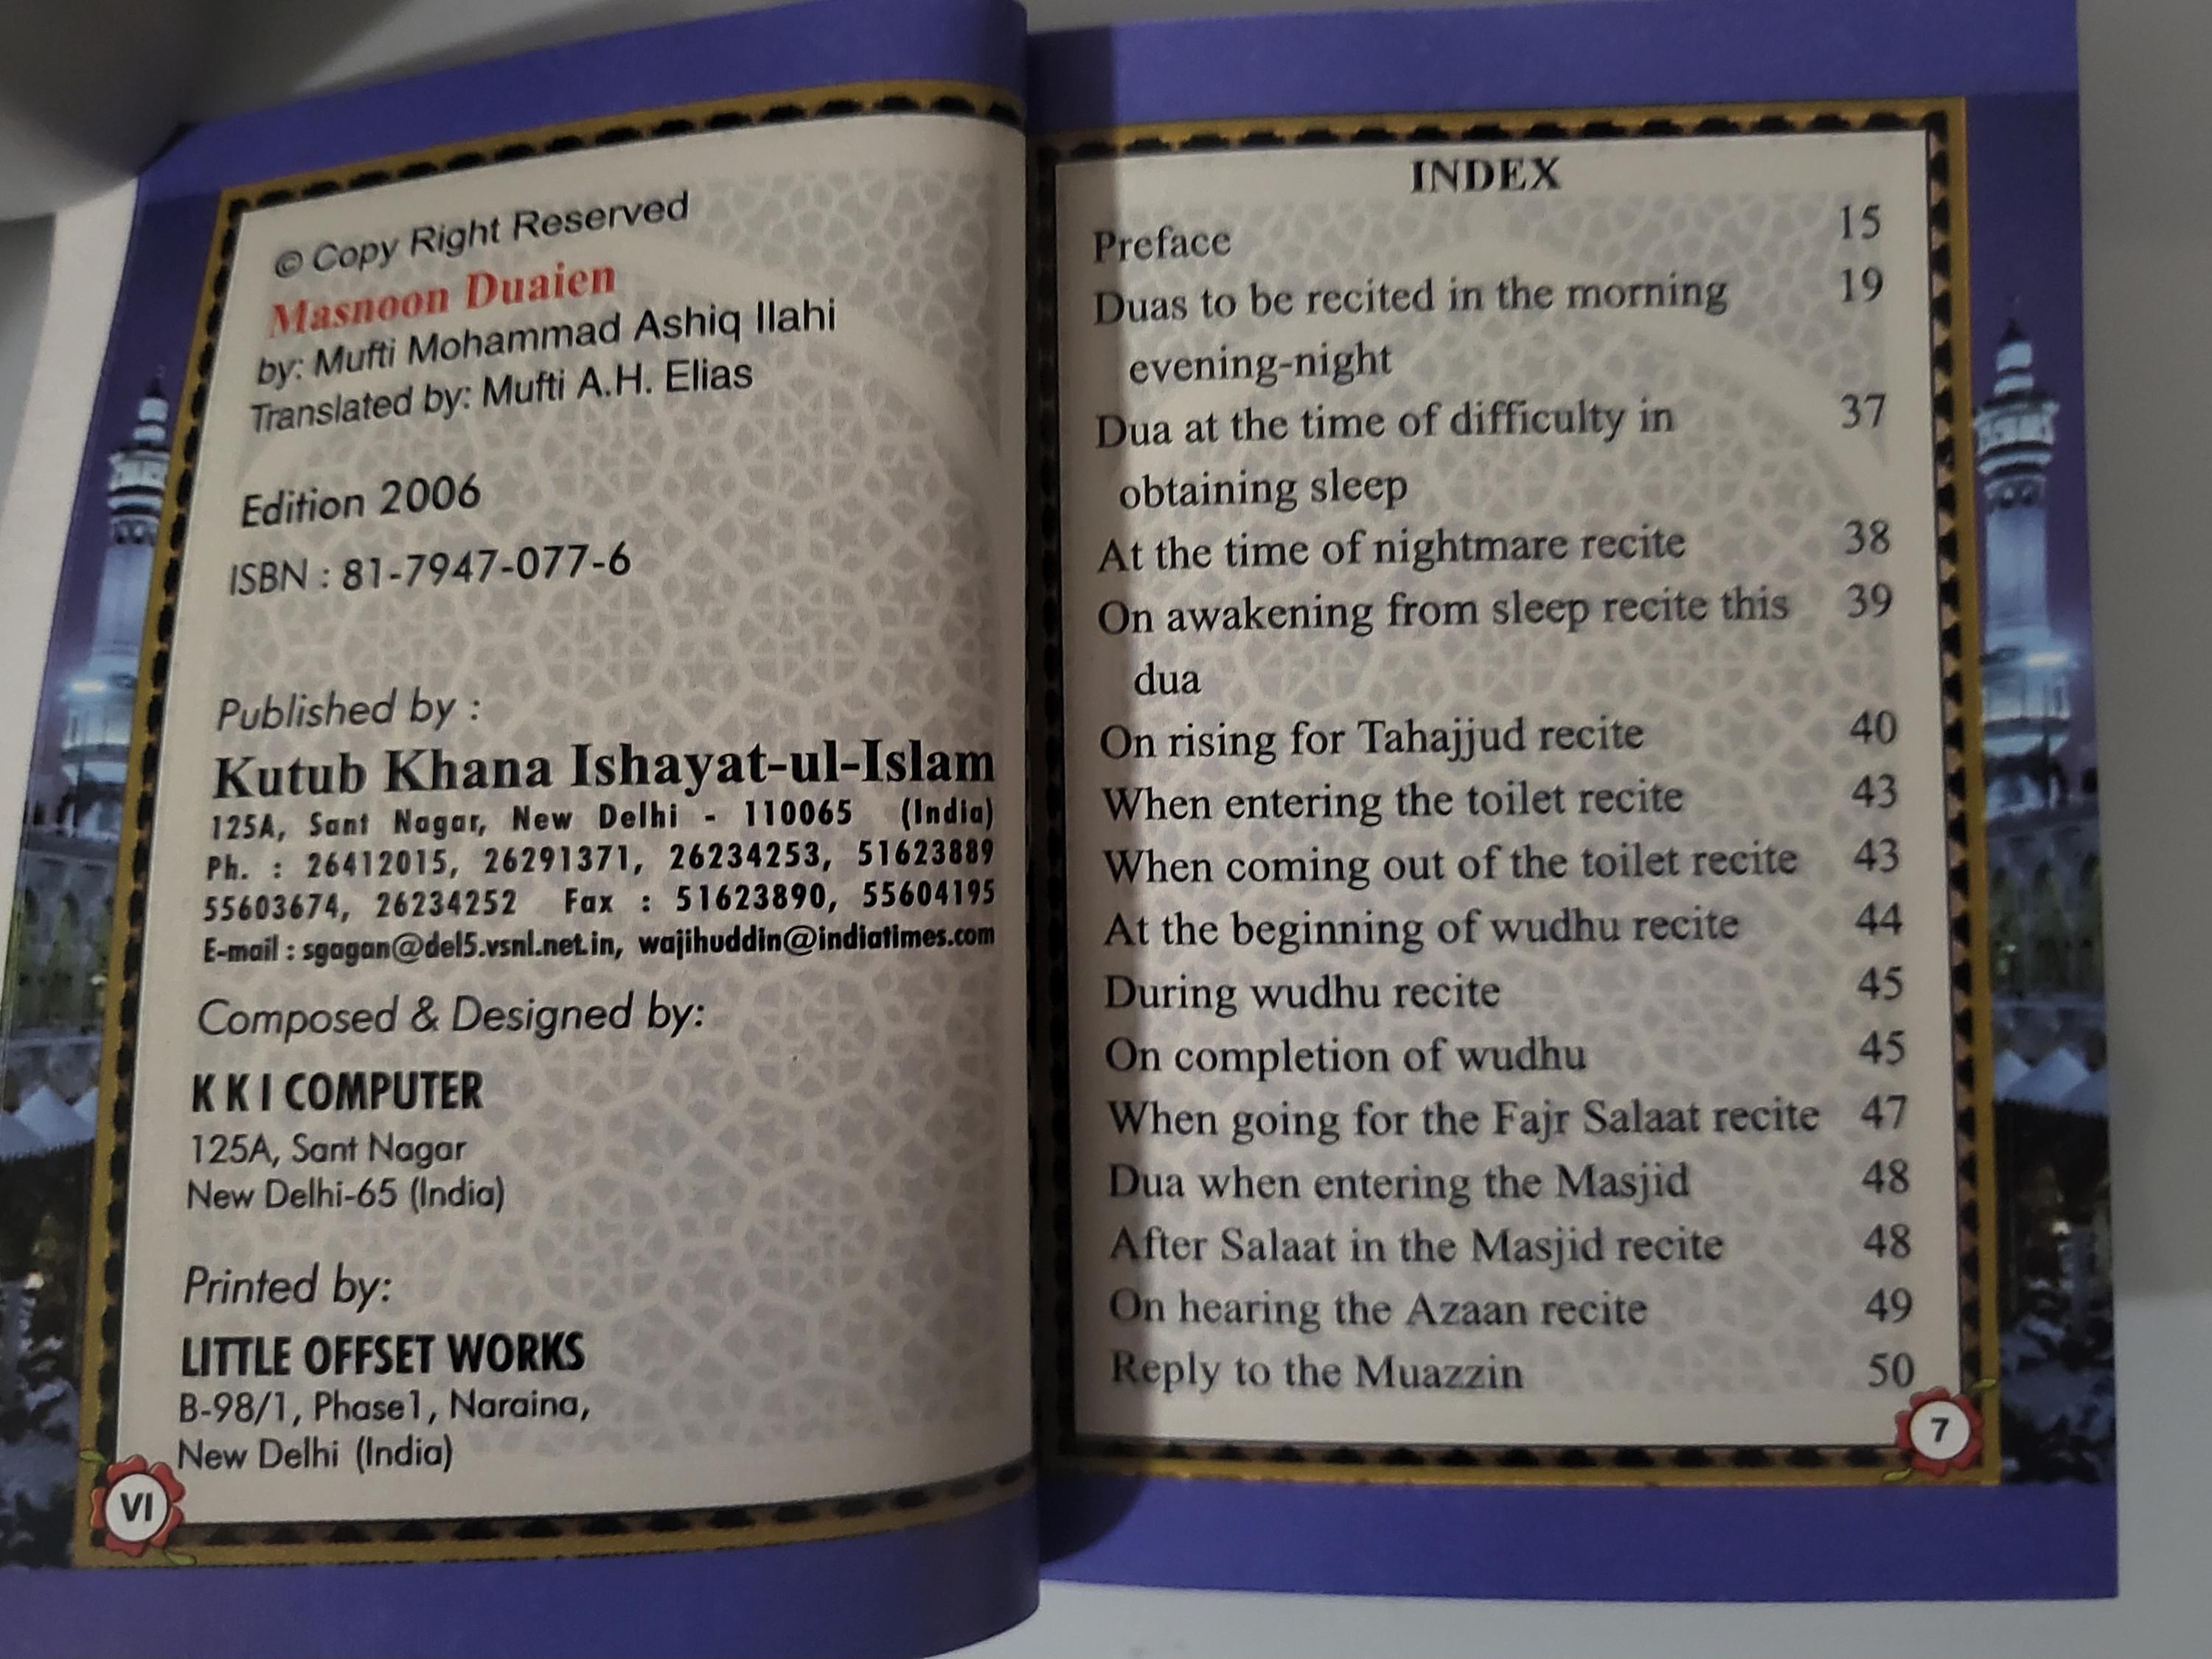 © Copy Right Reserved
Masnoon Duaien
by: Mufti Mohammad Ashiq Ilahi
Translated by: Mufti A.H. Elias
Edition 2006
ISBN : 81-7947-077-6
Published by :
Kutub Khana Ishayat-ul-Islam
125A, Sant Nagar, New Delhi - 110065 (India)
Ph. : 26412015, 26291371, 26234253, 51623889
55603674, 26234252 Fax : 51623890, 55604195
E-mail : sgagan@del5.vsnl.net.in, wajihuddin@indiatimes.com
Composed & Designed by:
K K I COMPUTER
125A, Sant Nagar
New Delhi-65 (India)
Printed by:
LITTLE OFFSET WORKS
B-98/1, Phase1, Naraina,
New Delhi (India)
VI
INDEX
Preface 15
Duas to be recited in the morning 19
evening-night
Dua at the time of difficulty in 37
obtaining sleep
At the time of nightmare recite 38
On awakening from sleep recite this 39
dua
On rising for Tahajjud recite 40
When entering the toilet recite 43
When coming out of the toilet recite 43
At the beginning of wudhu recite 44
During wudhu recite 45
On completion of wudhu 45
When going for the Fajr Salaat recite 47
Dua when entering the Masjid 48
After Salaat in the Masjid recite 48
On hearing the Azaan recite 49
Reply to the Muazzin 50
7